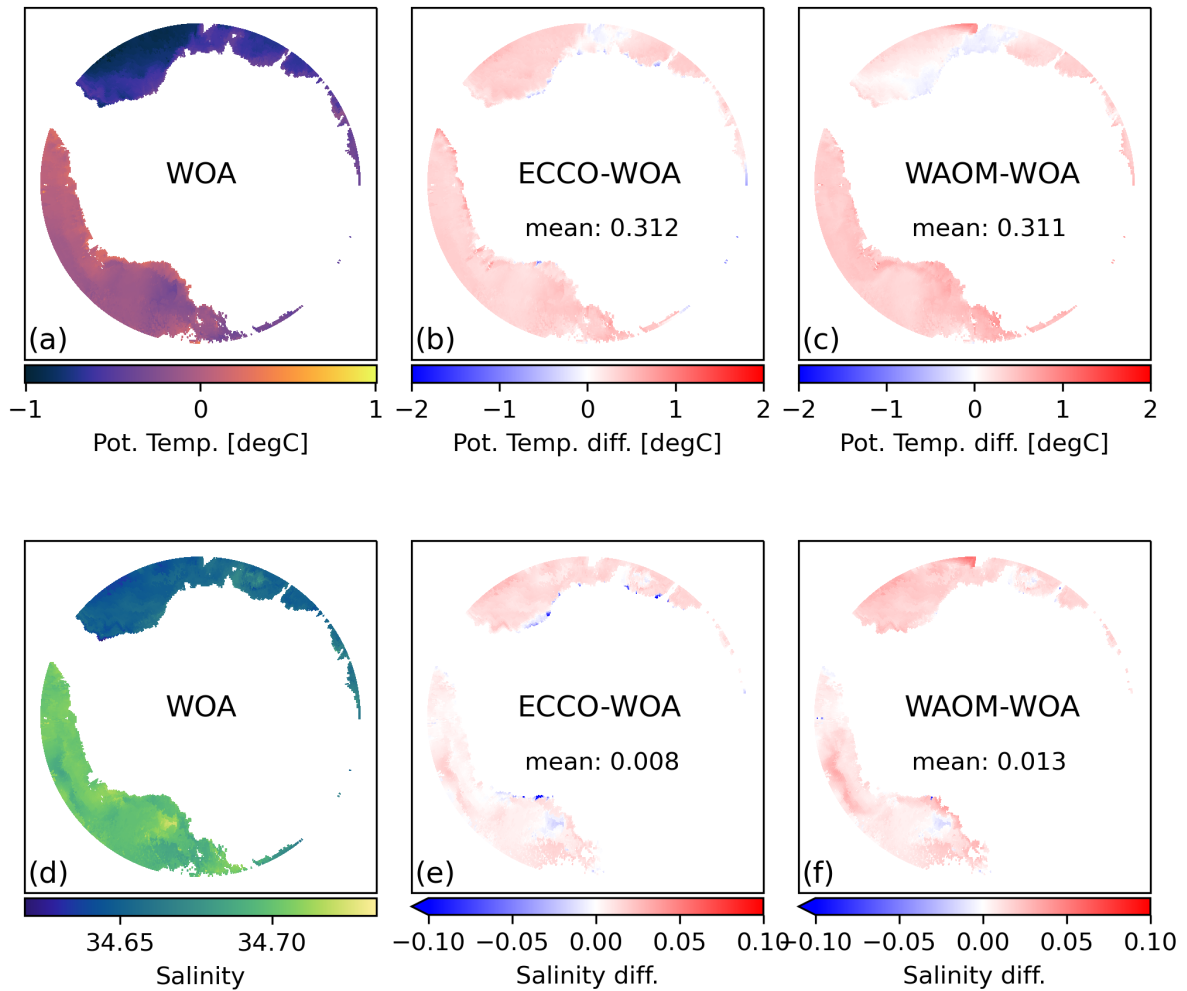 WOA
ECCO-WOA
WAOM-WOA
mean: 0.312
mean: 0.311
(a)
(b)
(c)
−1 0 1
−2 −1 0 1 2
−2 −1 0 1 2
Pot. Temp. [degC]
Pot. Temp. diff. [degC]
Pot. Temp. diff. [degC]
WOA
ECCO-WOA
WAOM-WOA
mean: 0.008
mean: 0.013
(d)
(e)
(f)
34.65 34.70
−0.10 −0.05 0.00 0.05 0.10
−0.10 −0.05 0.00 0.05 0.10
Salinity
Salinity diff.
Salinity diff.